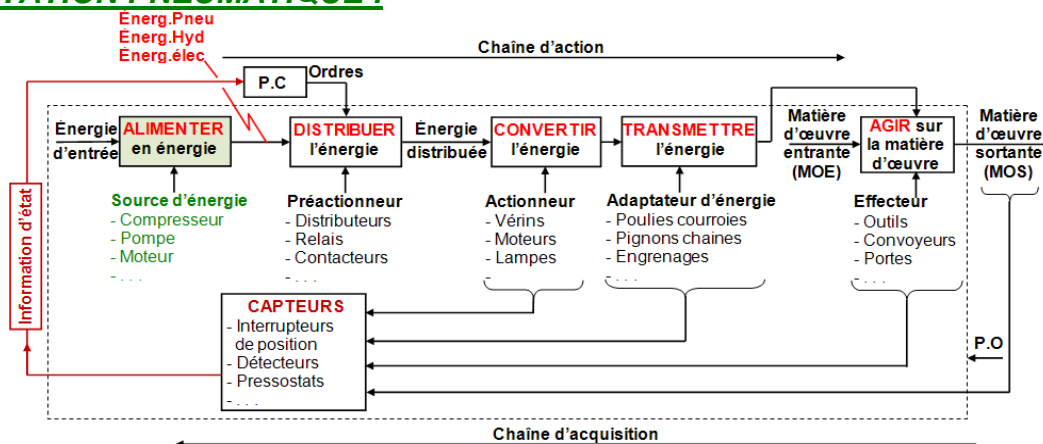 TATION PNEUMATIQUE :
Énerg.Pneu
Énerg.Hyd
Énerg.élec
Chaîne d'action
P.C
Ordres
Énergie
d'entrée
ALIMENTER
en énergie
DISTRIBUER
l'énergie
Énergie
distribuée
CONVERTIR
l'énergie
TRANSMETTRE
l'énergie
Matière
d'œuvre
entrante
(MOE)
AGIR sur
la matière
d'œuvre
Matière
d'œuvre
sortante
(MOS)
Source d'énergie
- Compresseur
- Pompe
- Moteur
- . . .
Préactionneur
- Distributeurs
- Relais
- Contacteurs
- . . .
Actionneur
- Vérins
- Moteurs
- Lampes
- . . .
Adaptateur d'énergie
- Poulies courroies
- Pignons chaines
- Engrenages
- . . .
Effecteur
- Outils
- Convoyeurs
- Portes
- . . .
Information d'état
CAPTEURS
- Interrupteurs
de position
- Détecteurs
- Pressostats
- . . .
P.O
Chaîne d'acquisition